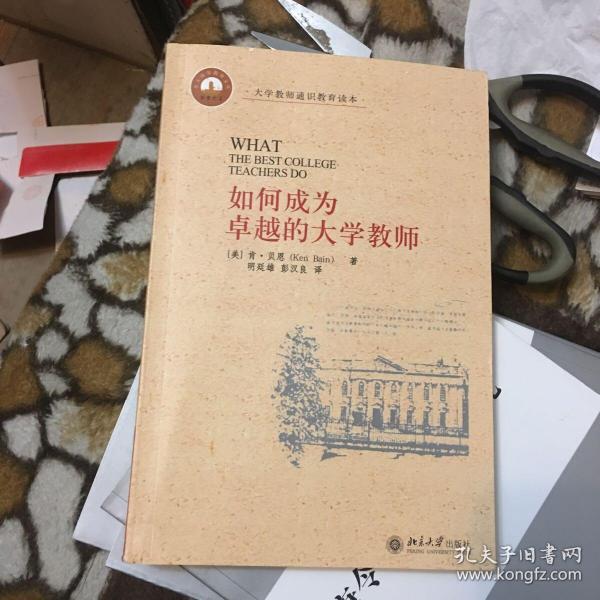 ·大学教师通识教育读本·
WHAT
THE BEST COLLEGE
TEACHERS DO
如何成为
卓越的大学教师
[美] 肯·贝恩 (Ken Bain) 著
明廷雄 彭汉良 译
北京大学出版社
PEKING UNIVERSITY PRESS
孔夫子旧书网
www.kongfz.com